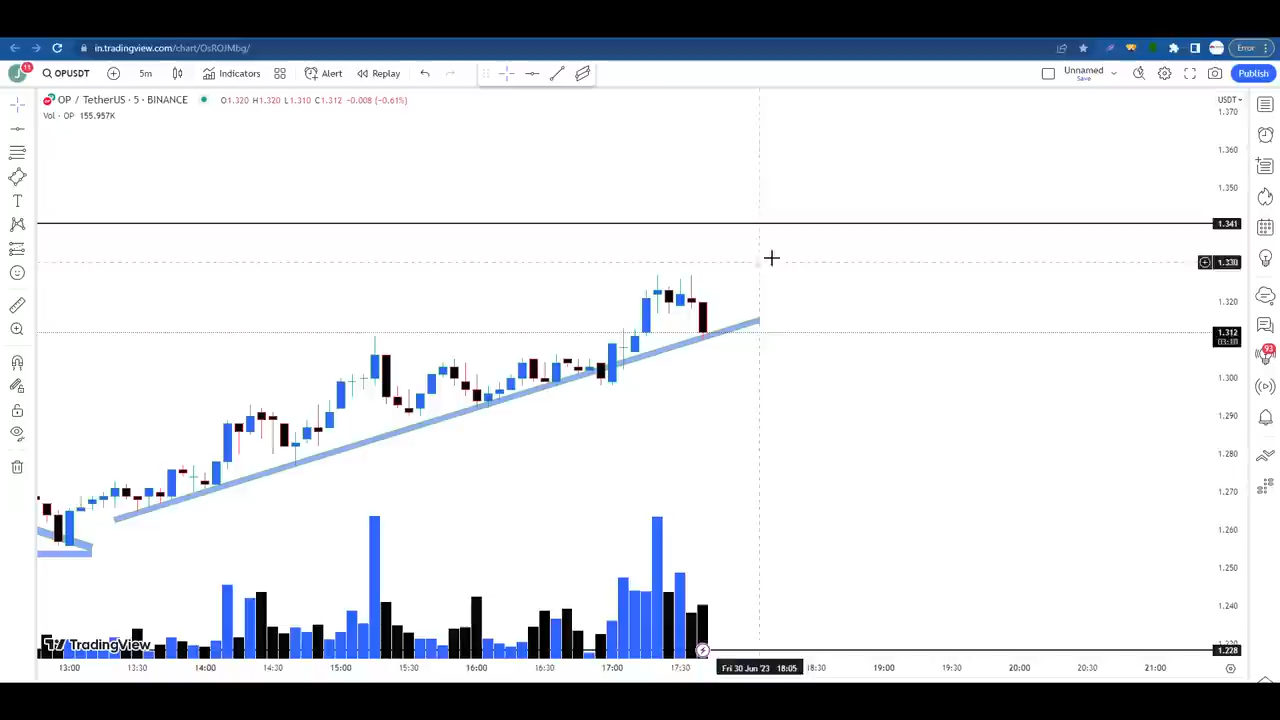 in.tradingview.com/chart/OsROJMbg/
Error
11
OPUSDT
5m
Indicators
Alert
Replay
Unnamed
Save
Publish
OP / TetherUS · 5 · BINANCE
O1.320 H1.320 L1.310 C1.312 -0.008 (-0.61%)
USDT
Vol · OP 155.957K
1.370
1.360
1.350
1.341
1.330
1.320
1.312
1.300
1.290
1.280
1.270
1.260
1.250
1.240
1.228
93
TradingView
13:00
13:30
14:00
14:30
15:00
15:30
16:00
16:30
17:00
17:30
Fri 30 Jun '23 18:05
18:30
19:00
19:30
20:00
20:30
21:00